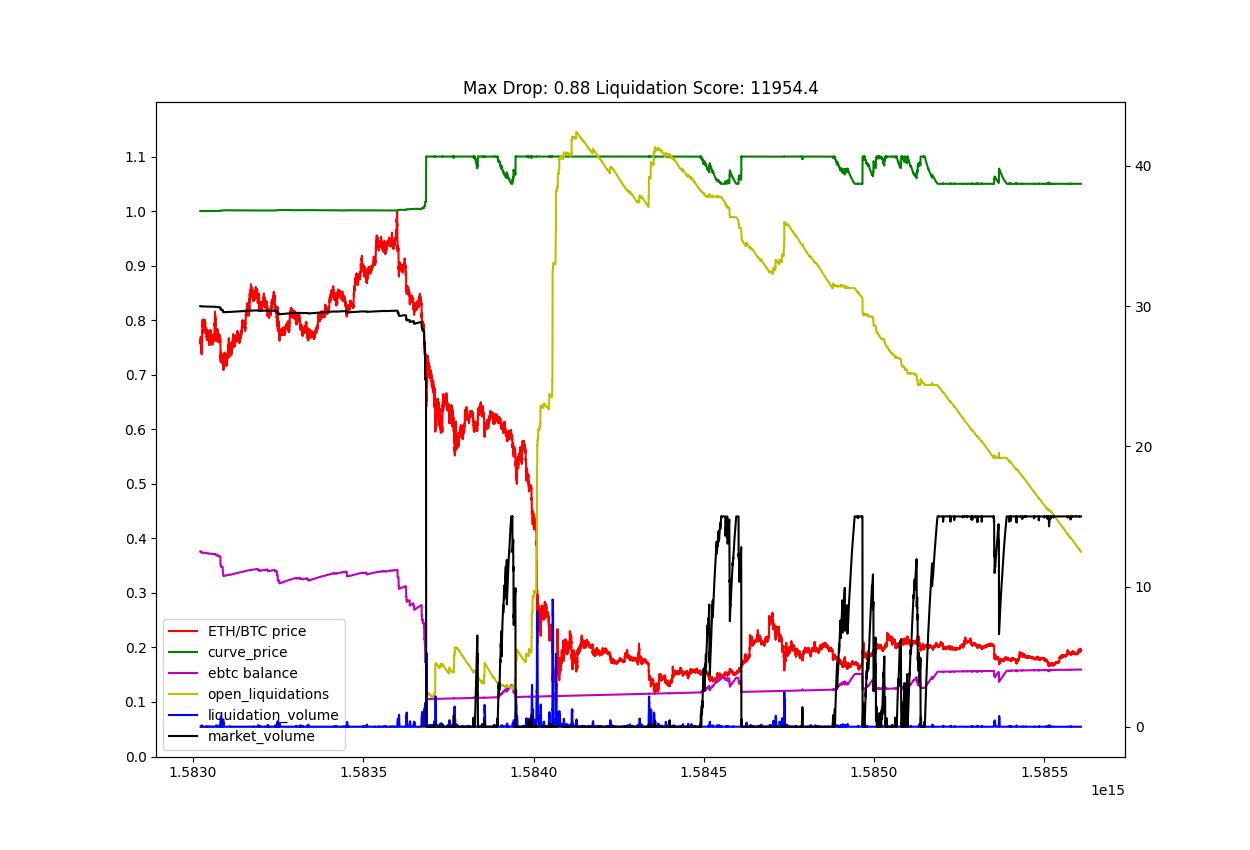 Max Drop: 0.88 Liquidation Score: 11954.4
1.1
1.0
0.9
0.8
0.7
0.6
0.5
0.4
0.3
0.2
0.1
0.0
40
30
20
10
0
ETH/BTC price
curve_price
ebtc balance
open_liquidations
liquidation_volume
market_volume
1.5830 1.5835 1.5840 1.5845 1.5850 1.5855
1e15